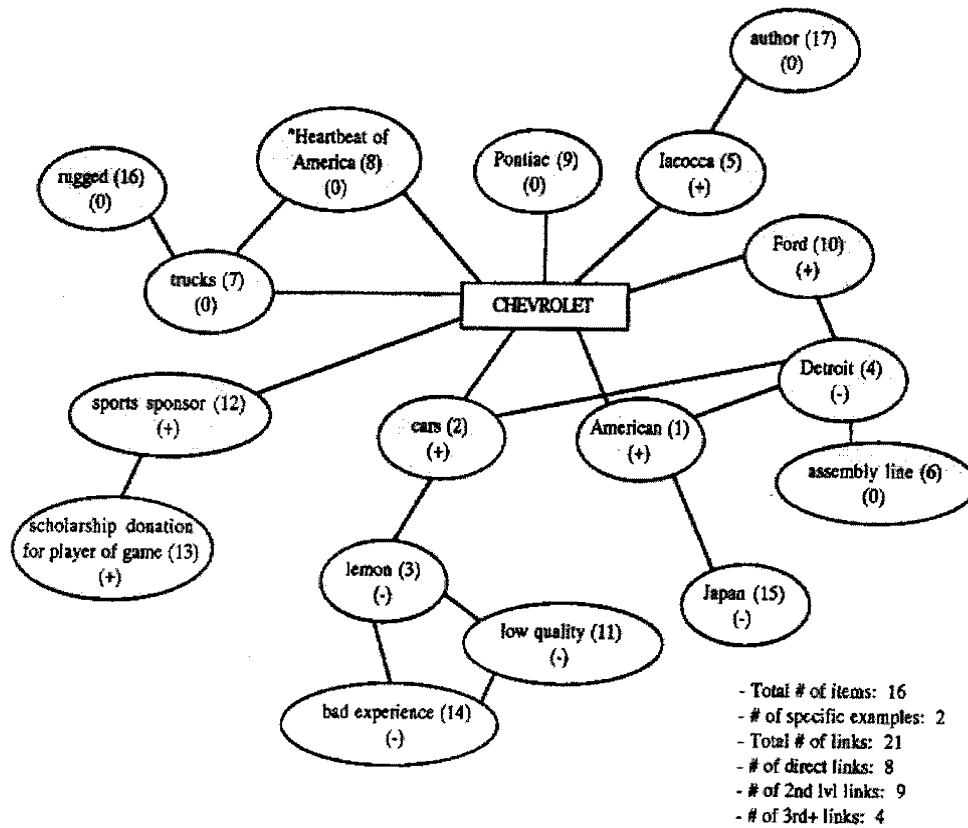 author (17)
(0)
"Heartbeat of
America (8)
(0)
Pontiac (9)
(0)
Iacocca (5)
(+)
rugged (16)
(0)
Ford (10)
(+)
trucks (7)
(0)
CHEVROLET
Detroit (4)
(-)
sports sponsor (12)
(+)
cars (2)
(+)
American (1)
(+)
assembly line (6)
(0)
scholarship donation
for player of game (13)
(+)
lemon (3)
(-)
Japan (15)
(-)
low quality (11)
(-)
bad experience (14)
(-)
- Total # of items: 16
- # of specific examples: 2
- Total # of links: 21
- # of direct links: 8
- # of 2nd lvl links: 9
- # of 3rd+ links: 4